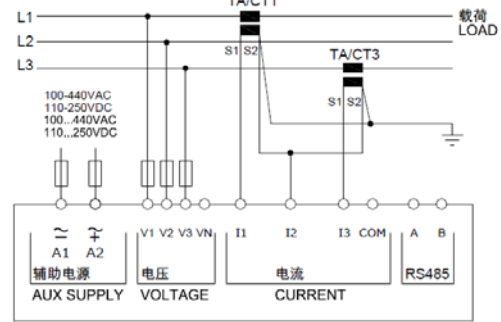 TA/CT1
L1
载荷
LOAD
L2
S1 S2
TA/CT3
L3
100-440VAC
110-250VDC
100...440VAC
110...250VDC
S1 S2
V1 V2 V3 VN I1 I2 I3 COM A B
A1 A2
辅助电源 电压 电流 RS485
AUX SUPPLY VOLTAGE CURRENT